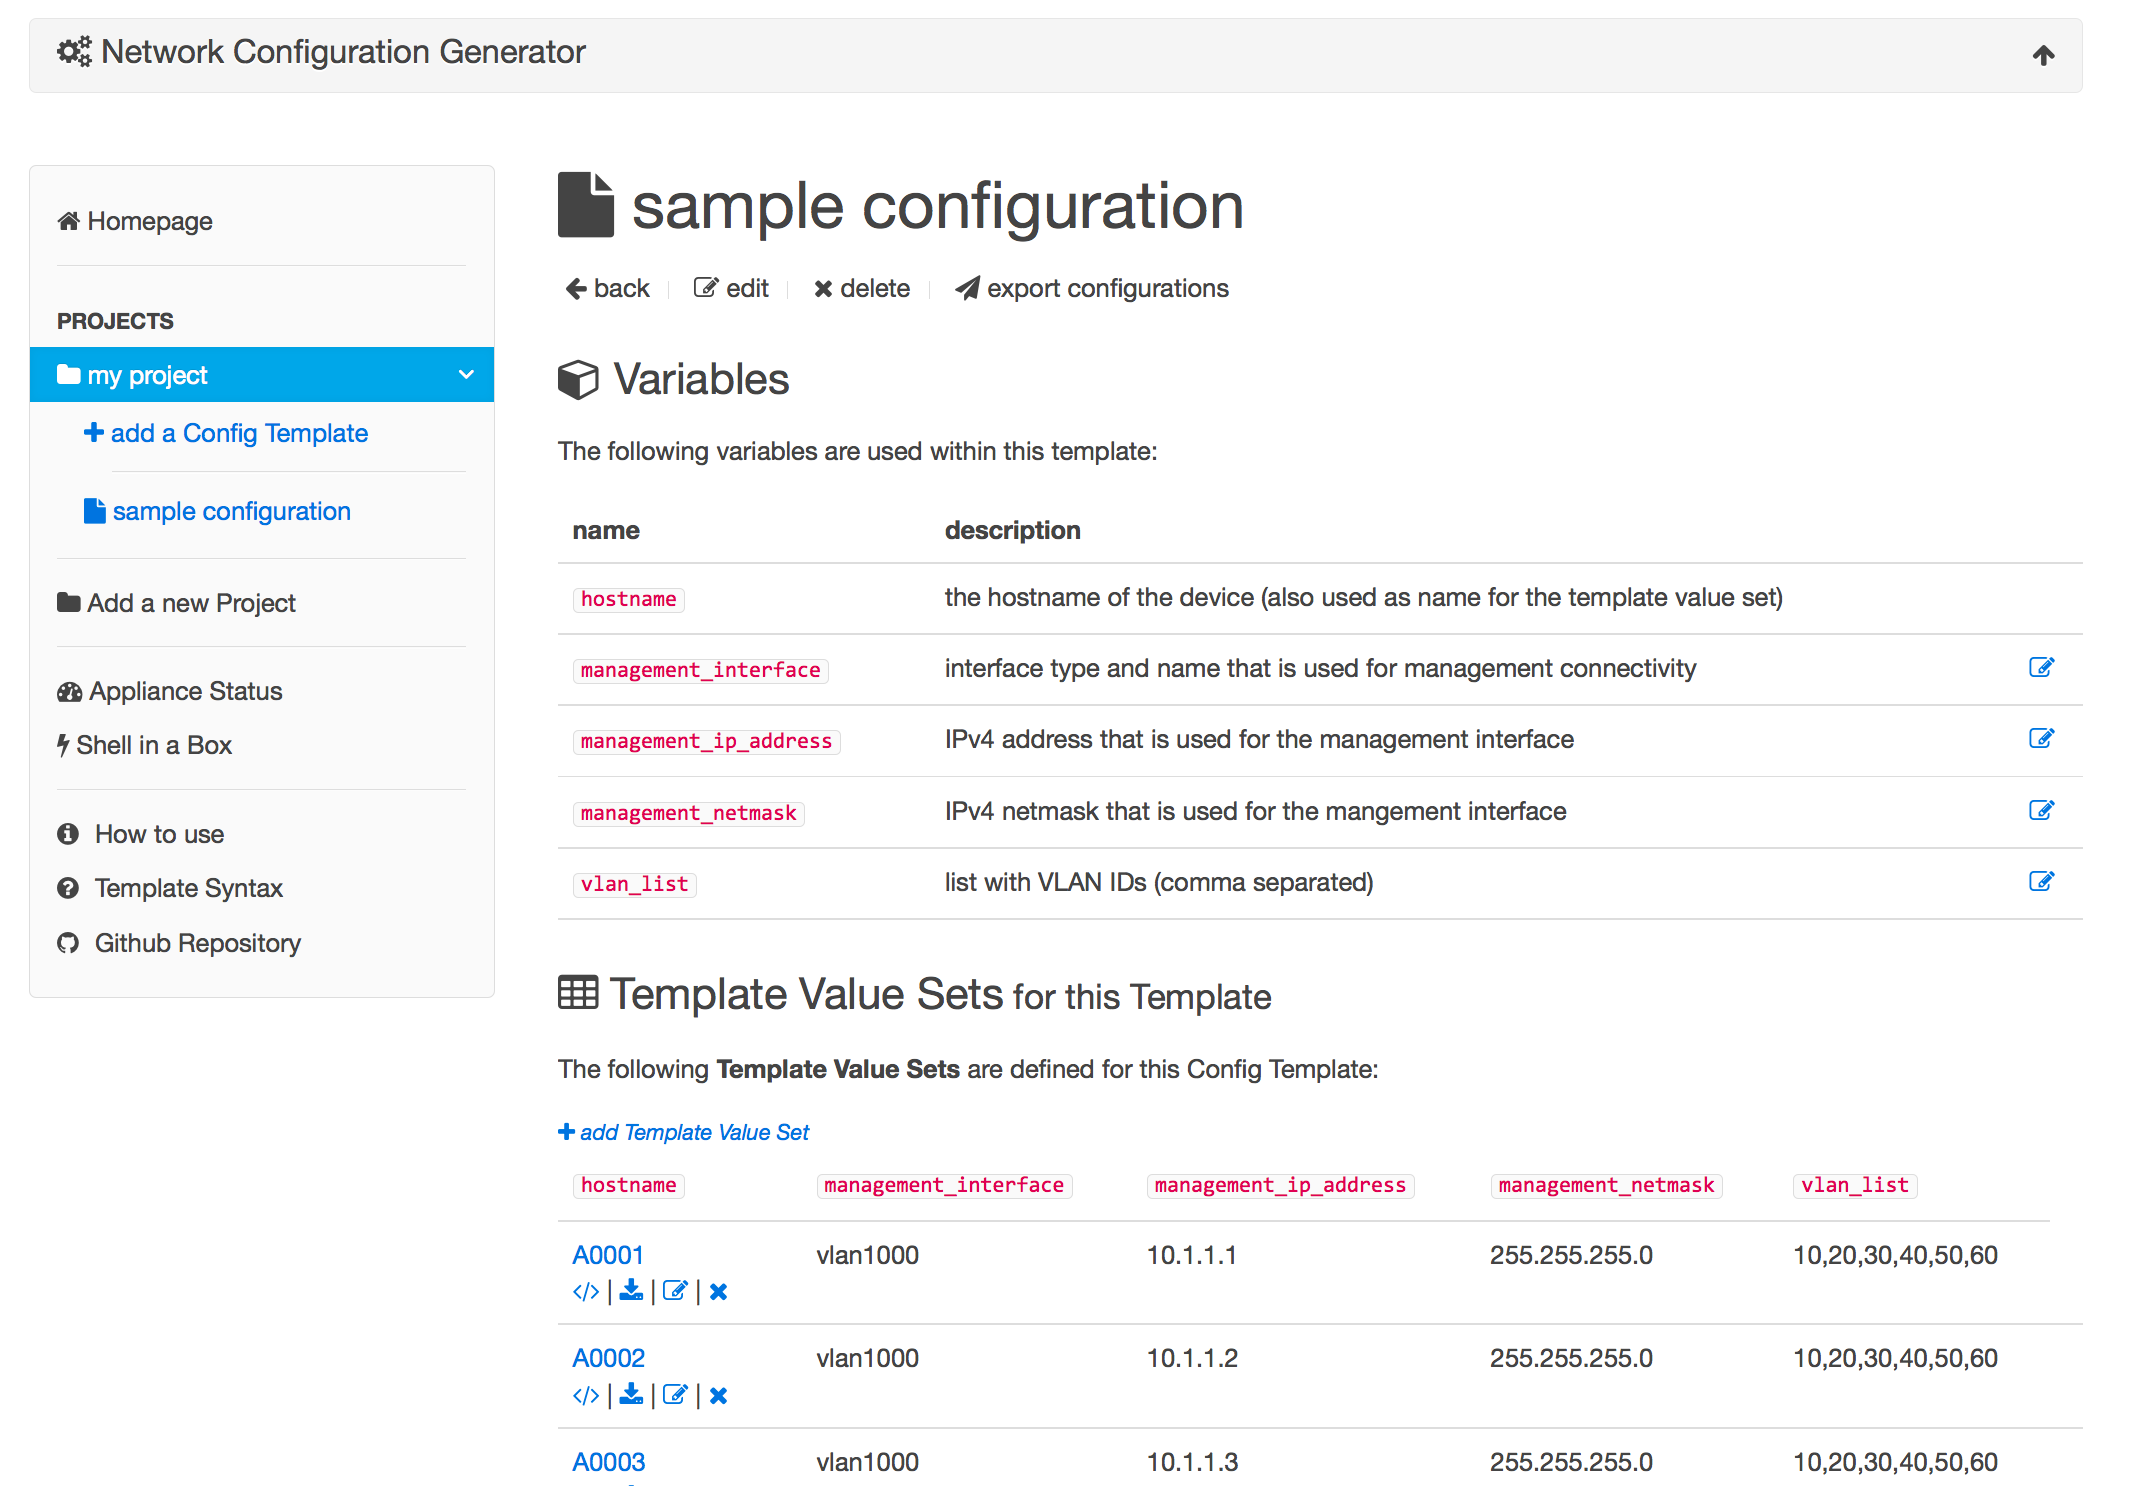 Network Configuration Generator
Homepage
PROJECTS
my project
add a Config Template
sample configuration
Add a new Project
Appliance Status
Shell in a Box
How to use
Template Syntax
Github Repository
sample configuration
back edit delete export configurations
Variables
The following variables are used within this template:
name description
hostname the hostname of the device (also used as name for the template value set)
management_interface interface type and name that is used for management connectivity
management_ip_address IPv4 address that is used for the management interface
management_netmask IPv4 netmask that is used for the mangement interface
vlan_list list with VLAN IDs (comma separated)
Template Value Sets for this Template
The following Template Value Sets are defined for this Config Template:
add Template Value Set
hostname management_interface management_ip_address management_netmask vlan_list
A0001 vlan1000 10.1.1.1 255.255.255.0 10,20,30,40,50,60
</> | | |
A0002 vlan1000 10.1.1.2 255.255.255.0 10,20,30,40,50,60
</> | | |
A0003 vlan1000 10.1.1.3 255.255.255.0 10,20,30,40,50,60